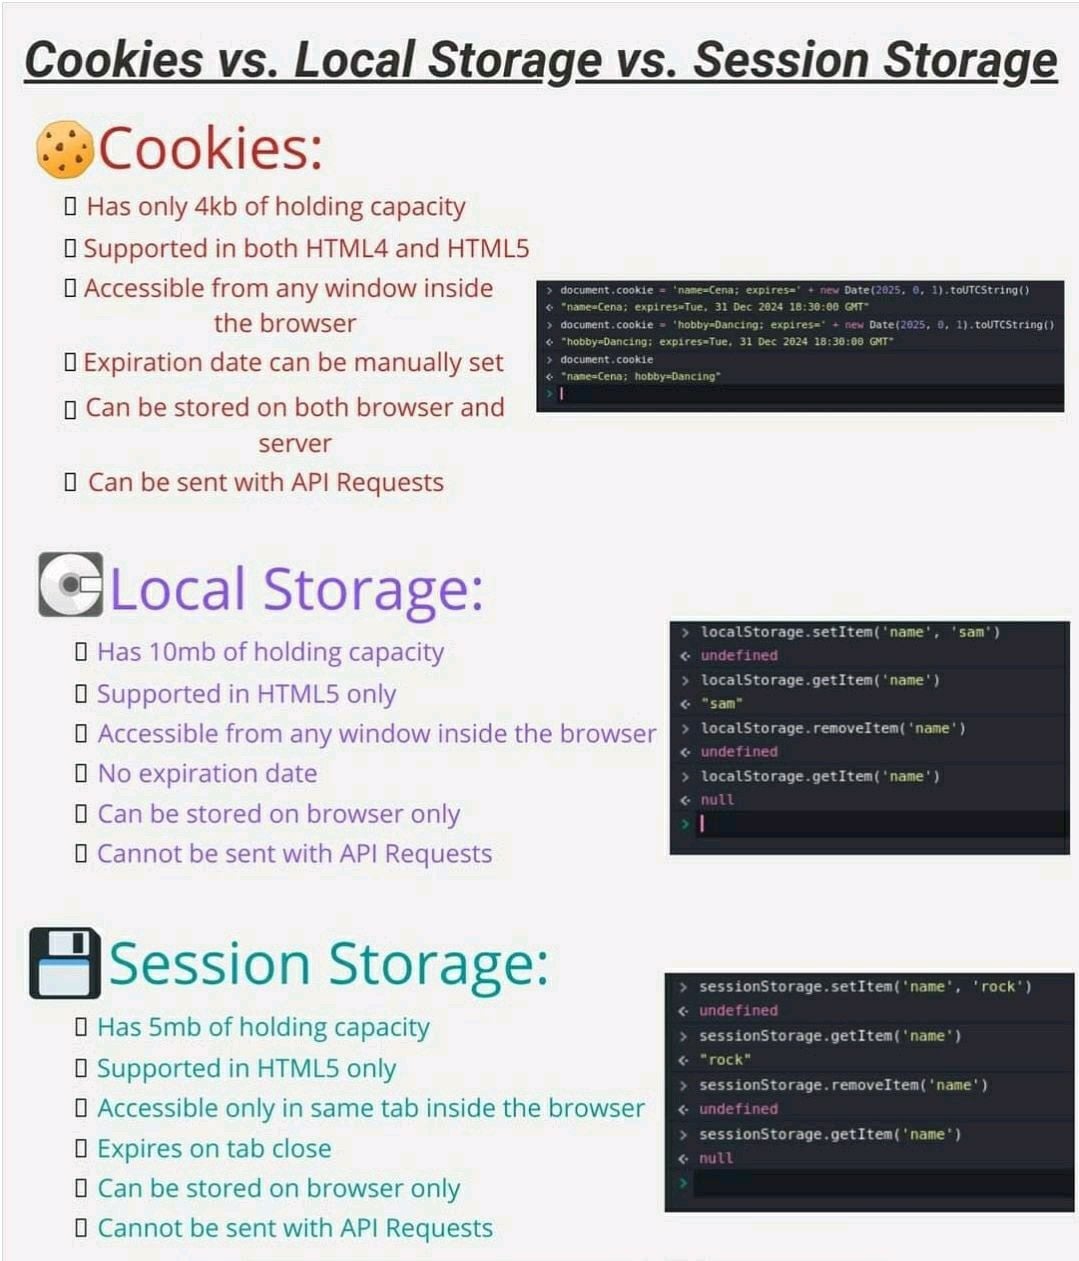 Cookies vs. Local Storage vs. Session Storage
Cookies:
Has only 4kb of holding capacity
Supported in both HTML4 and HTML5
Accessible from any window inside
the browser
Expiration date can be manually set
Can be stored on both browser and
server
Can be sent with API Requests
> document.cookie = 'name=Cena; expires=' + new Date(2025, 0, 1).toUTCString()
"name=Cena; expires=Tue, 31 Dec 2024 18:30:00 GMT"
> document.cookie = 'hobby=Dancing; expires=' + new Date(2025, 0, 1).toUTCString()
"hobby=Dancing; expires=Tue, 31 Dec 2024 18:30:00 GMT"
> document.cookie
"name=Cena; hobby=Dancing"
>
Local Storage:
Has 10mb of holding capacity
Supported in HTML5 only
Accessible from any window inside the browser
No expiration date
Can be stored on browser only
Cannot be sent with API Requests
> localStorage.setItem('name', 'sam')
undefined
> localStorage.getItem('name')
"sam"
> localStorage.removeItem('name')
undefined
> localStorage.getItem('name')
null
>
Session Storage:
Has 5mb of holding capacity
Supported in HTML5 only
Accessible only in same tab inside the browser
Expires on tab close
Can be stored on browser only
Cannot be sent with API Requests
> sessionStorage.setItem('name', 'rock')
undefined
> sessionStorage.getItem('name')
"rock"
> sessionStorage.removeItem('name')
undefined
> sessionStorage.getItem('name')
null
>